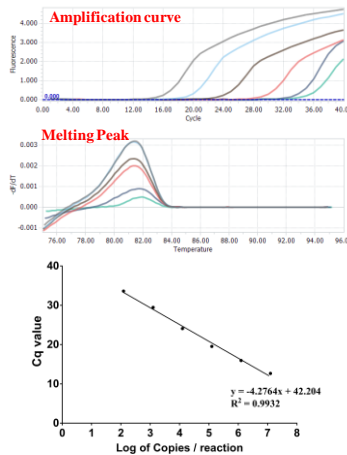 Amplification curve
4.000
3.000
2.000
1.000
0.000
0.000
Fluorescence
0.00 4.00 8.00 12.00 16.00 20.00 24.00 28.00 32.00 36.00 40.0
Cycle
Melting Peak
0.003
0.002
0.001
0.000
-0.001
-dF/dT
76.00 78.00 80.00 82.00 84.00 86.00 88.00 90.00 92.00 94.00 96.0
Temperature
40
30
20
10
0
Cq value
y = -4.2764x + 42.204
R² = 0.9932
0 1 2 3 4 5 6 7 8
Log of Copies / reaction